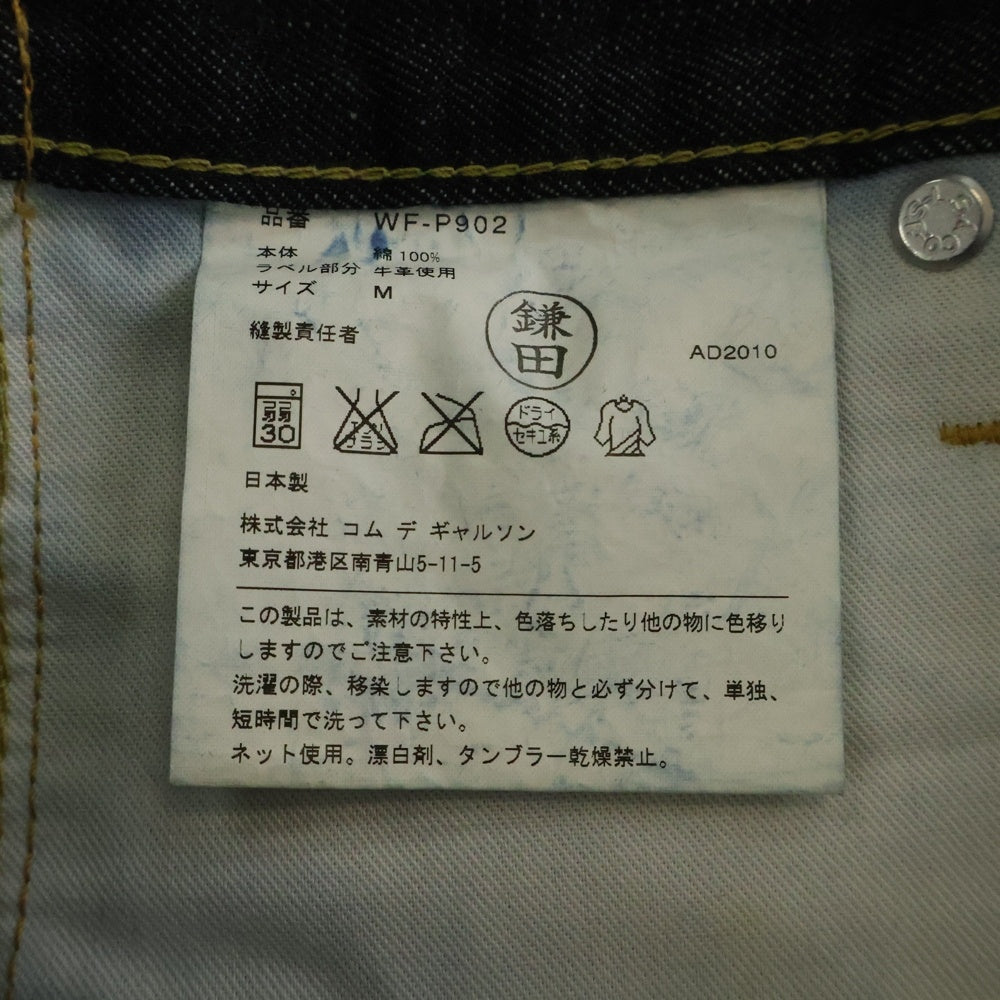 品番 WF-P902
本体 綿 100%
ラベル部分 牛革使用
サイズ M
縫製責任者
鎌田
AD2010
弱 30
ドライ
セキユ系
日本製
株式会社 コム デ ギャルソン
東京都港区南青山5-11-5
この製品は、素材の特性上、色落ちしたり他の物に色移り
しますのでご注意下さい。
洗濯の際、移染しますので他の物と必ず分けて、単独、
短時間で洗って下さい。
ネット使用。漂白剤、タンブラー乾燥禁止。